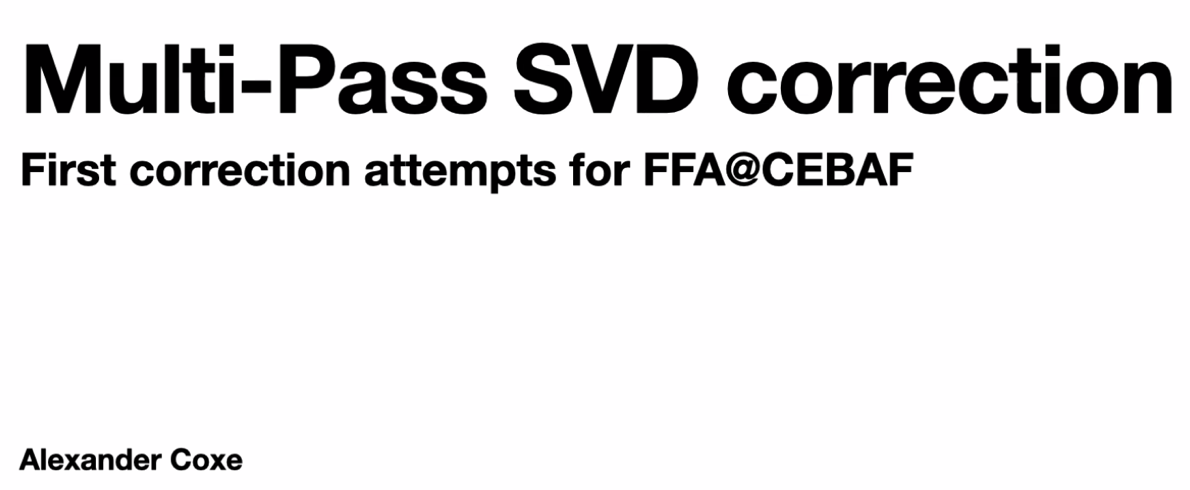 Multi-Pass SVD correction
First correction attempts for FFA@CEBAF
Alexander Coxe